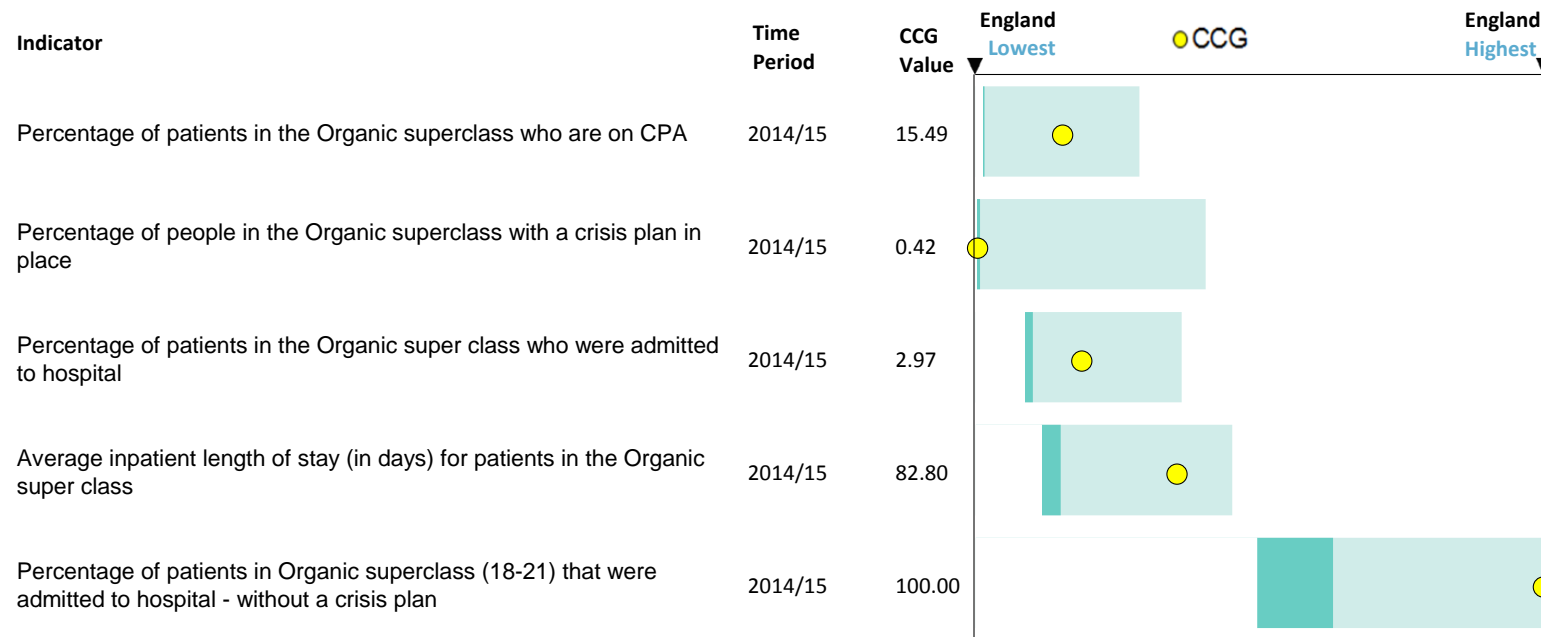 Indicator
Time
Period
CCG
Value
England
Lowest
CCG
England
Highest
Percentage of patients in the Organic superclass who are on CPA
2014/15
15.49
Percentage of people in the Organic superclass with a crisis plan in
place
2014/15
0.42
Percentage of patients in the Organic super class who were admitted
to hospital
2014/15
2.97
Average inpatient length of stay (in days) for patients in the Organic
super class
2014/15
82.80
Percentage of patients in Organic superclass (18-21) that were
admitted to hospital - without a crisis plan
2014/15
100.00